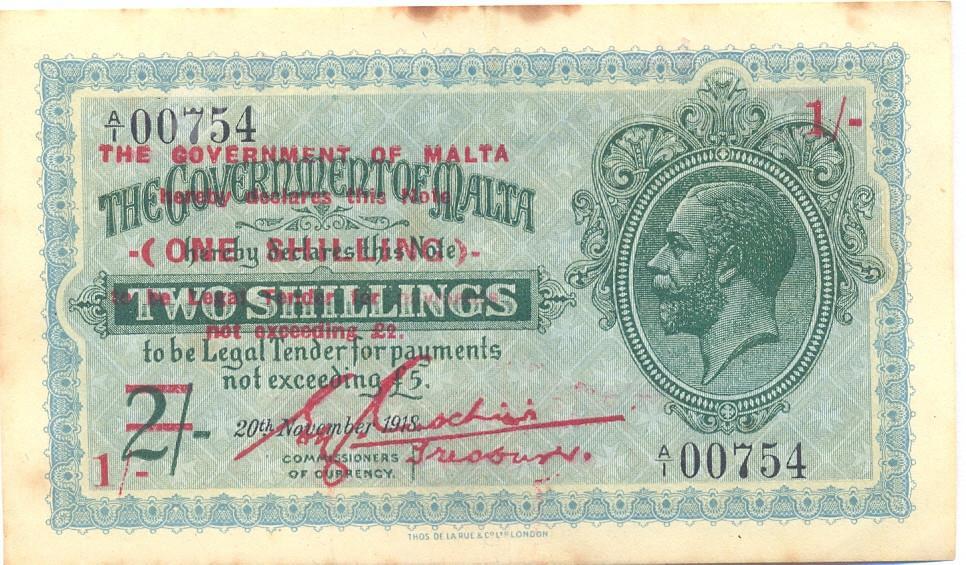 A/1 00754
1/-
THE GOVERNMENT OF MALTA
THE GOVERNMENT OF MALTA
hereby declares this Note
-(ONE SHILLING)-
hereby declares this Note
TWO SHILLINGS
to be Legal Tender for
not exceeding £2.
to be Legal Tender for payments
not exceeding £5.
2/-
20th November 1918.
COMMISSIONERS
OF CURRENCY.
Treasurer.
1/-
A/1 00754
THOS DE LA RUE & CO LTD LONDON